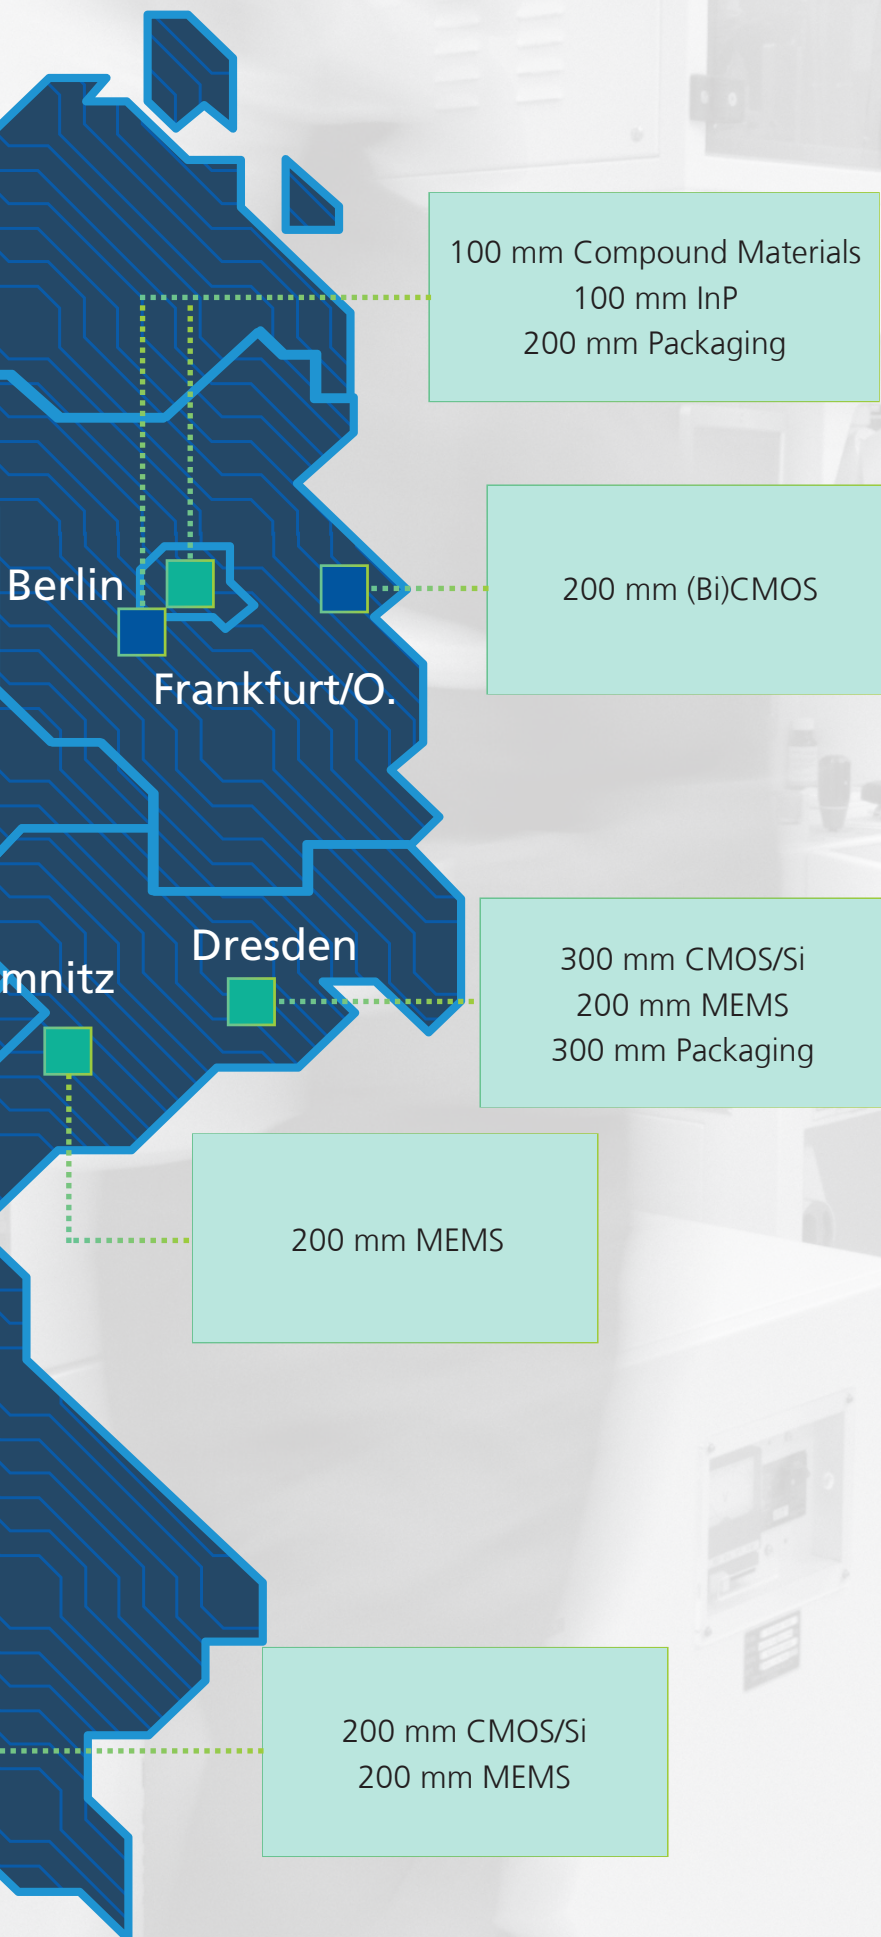 100 mm Compound Materials
100 mm InP
200 mm Packaging
200 mm (Bi)CMOS
Berlin
Frankfurt/O.
Dresden
mnitz
300 mm CMOS/Si
200 mm MEMS
300 mm Packaging
200 mm MEMS
200 mm CMOS/Si
200 mm MEMS